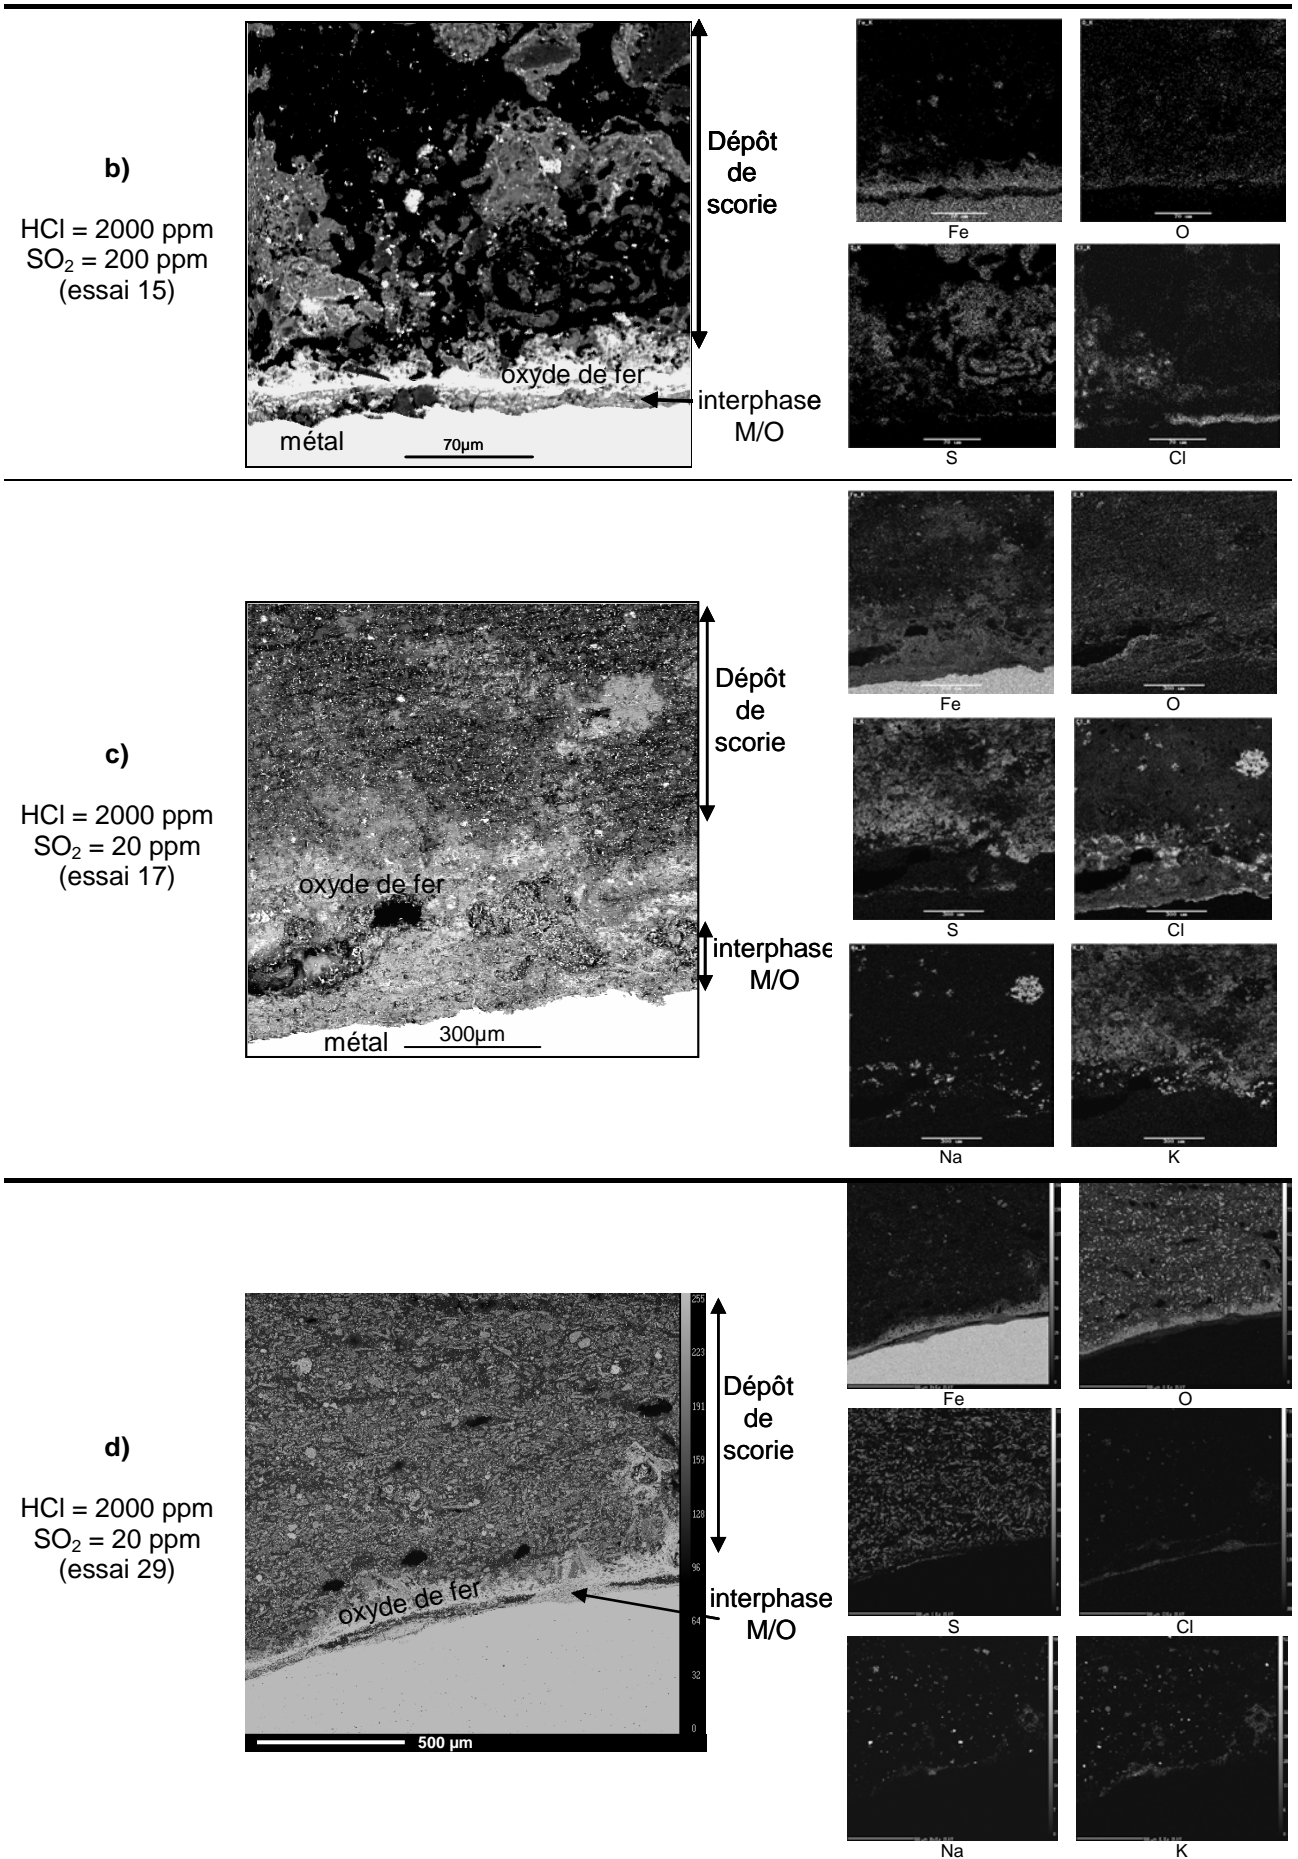 b)
HCl = 2000 ppm
SO₂ = 200 ppm
(essai 15)
Dépôt
de
scorie
oxyde de fer
interphase
M/O
métal
70µm
Fe
O
S
Cl
c)
HCl = 2000 ppm
SO₂ = 20 ppm
(essai 17)
Dépôt
de
scorie
oxyde de fer
interphase
M/O
métal
300µm
Fe
O
S
Cl
Na
K
d)
HCl = 2000 ppm
SO₂ = 20 ppm
(essai 29)
Dépôt
de
scorie
oxyde de fer
interphase
M/O
500 µm
255
223
191
159
128
96
64
32
0
Fe
O
S
Cl
Na
K